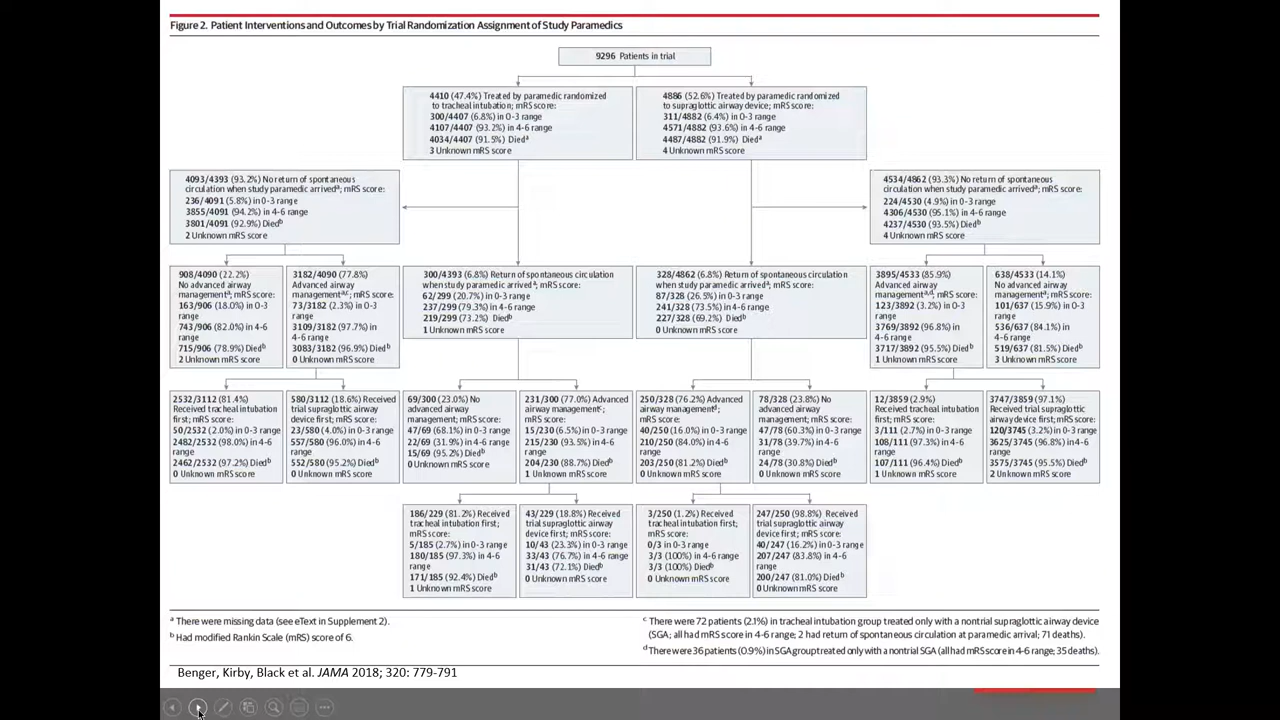 Figure 2. Patient Interventions and Outcomes by Trial Randomization Assignment of Study Paramedics
9296 Patients in trial
4410 (47.4%) Treated by paramedic randomized
to tracheal intubation; mRS score:
300/4407 (6.8%) in 0-3 range
4107/4407 (93.2%) in 4-6 range
4034/4407 (91.5%) Diedª
3 Unknown mRS score
4886 (52.6%) Treated by paramedic randomized
to supraglottic airway device; mRS score:
311/4882 (6.4%) in 0-3 range
4571/4882 (93.6%) in 4-6 range
4487/4882 (91.9%) Diedª
4 Unknown mRS score
4093/4393 (93.2%) No return of spontaneous
circulation when study paramedic arrivedª; mRS score:
236/4091 (5.8%) in 0-3 range
3855/4091 (94.2%) in 4-6 range
3801/4091 (92.9%) Diedᵇ
2 Unknown mRS score
4534/4862 (93.3%) No return of spontaneous
circulation when study paramedic arrivedª; mRS score:
224/4530 (4.9%) in 0-3 range
4306/4530 (95.1%) in 4-6 range
4237/4530 (93.5%) Diedᵇ
4 Unknown mRS score
908/4090 (22.2%)
No advanced airway
managementª; mRS score:
163/906 (18.0%) in 0-3
range
743/906 (82.0%) in 4-6
range
715/906 (78.9%) Diedᵇ
2 Unknown mRS score
3182/4090 (77.8%)
Advanced airway
managementª,ᶜ; mRS score:
73/3182 (2.3%) in 0-3
range
3109/3182 (97.7%) in
4-6 range
3083/3182 (96.9%) Diedᵇ
0 Unknown mRS score
300/4393 (6.8%) Return of spontaneous circulation
when study paramedic arrivedª; mRS score:
62/299 (20.7%) in 0-3 range
237/299 (79.3%) in 4-6 range
219/299 (73.2%) Diedᵇ
1 Unknown mRS score
328/4862 (6.8%) Return of spontaneous circulation
when study paramedic arrivedª; mRS score:
87/328 (26.5%) in 0-3 range
241/328 (73.5%) in 4-6 range
227/328 (69.2%) Diedᵇ
0 Unknown mRS score
3895/4533 (85.9%)
Advanced airway
managementª,ᵈ; mRS score:
123/3892 (3.2%) in 0-3
range
3769/3892 (96.8%) in
4-6 range
3717/3892 (95.5%) Diedᵇ
1 Unknown mRS score
638/4533 (14.1%)
No advanced airway
managementª; mRS score:
101/637 (15.9%) in 0-3
range
536/637 (84.1%) in 4-6
range
519/637 (81.5%) Diedᵇ
3 Unknown mRS score
2532/3112 (81.4%)
Received tracheal intubation
first; mRS score:
50/2532 (2.0%) in 0-3 range
2482/2532 (98.0%) in 4-6
range
2462/2532 (97.2%) Diedᵇ
0 Unknown mRS score
580/3112 (18.6%) Received
trial supraglottic airway
device first; mRS score:
23/580 (4.0%) in 0-3 range
557/580 (96.0%) in 4-6
range
552/580 (95.2%) Diedᵇ
0 Unknown mRS score
69/300 (23.0%) No
advanced airway
management; mRS score:
47/69 (68.1%) in 0-3 range
22/69 (31.9%) in 4-6 range
15/69 (95.2%) Diedᵇ
0 Unknown mRS score
231/300 (77.0%) Advanced
airway managementᶜ;
mRS score:
15/230 (6.5%) in 0-3 range
215/230 (93.5%) in 4-6
range
204/230 (88.7%) Diedᵇ
1 Unknown mRS score
250/328 (76.2%) Advanced
airway managementᵈ;
mRS score:
40/250 (16.0%) in 0-3 range
210/250 (84.0%) in 4-6
range
203/250 (81.2%) Diedᵇ
0 Unknown mRS score
78/328 (23.8%) No
advanced airway
management; mRS score:
47/78 (60.3%) in 0-3 range
31/78 (39.7%) in 4-6
range
24/78 (30.8%) Diedᵇ
0 Unknown mRS score
12/3859 (2.9%)
Received tracheal intubation
first; mRS score:
3/111 (2.7%) in 0-3 range
108/111 (97.3%) in 4-6
range
107/111 (96.4%) Diedᵇ
1 Unknown mRS score
3747/3859 (97.1%)
Received trial supraglottic
airway device first; mRS score:
120/3745 (3.2%) in 0-3 range
3625/3745 (96.8%) in 4-6
range
3575/3745 (95.5%) Diedᵇ
2 Unknown mRS score
186/229 (81.2%) Received
tracheal intubation first;
mRS score:
5/185 (2.7%) in 0-3 range
180/185 (97.3%) in 4-6
range
171/185 (92.4%) Diedᵇ
1 Unknown mRS score
43/229 (18.8%) Received
trial supraglottic airway
device first; mRS score:
10/43 (23.3%) in 0-3 range
33/43 (76.7%) in 4-6 range
31/43 (72.1%) Diedᵇ
0 Unknown mRS score
3/250 (1.2%) Received
tracheal intubation first;
mRS score:
0/3 in 0-3 range
3/3 (100%) in 4-6 range
3/3 (100%) Diedᵇ
0 Unknown mRS score
247/250 (98.8%) Received
trial supraglottic airway
device first; mRS score:
40/247 (16.2%) in 0-3 range
207/247 (83.8%) in 4-6
range
200/247 (81.0%) Diedᵇ
0 Unknown mRS score
ª There were missing data (see eText in Supplement 2).
ᵇ Had modified Rankin Scale (mRS) score of 6.
ᶜ There were 72 patients (2.1%) in tracheal intubation group treated only with a nontrial supraglottic airway device
(SGA; all had mRS score in 4-6 range; 2 had return of spontaneous circulation at paramedic arrival; 71 deaths).
ᵈ There were 36 patients (0.9%) in SGA group treated only with a nontrial SGA (all had mRS score in 4-6 range; 35 deaths).
Benger, Kirby, Black et al. JAMA 2018; 320: 779-791